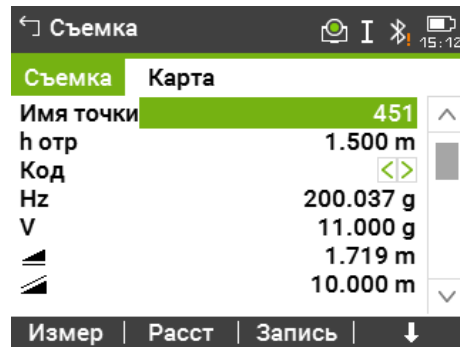 Съемка
15:12
Съемка Карта
Имя точки 451
h отр 1.500 m
Код
Hz 200.037 g
V 11.000 g
1.719 m
10.000 m
Измер | Расст | Запись |